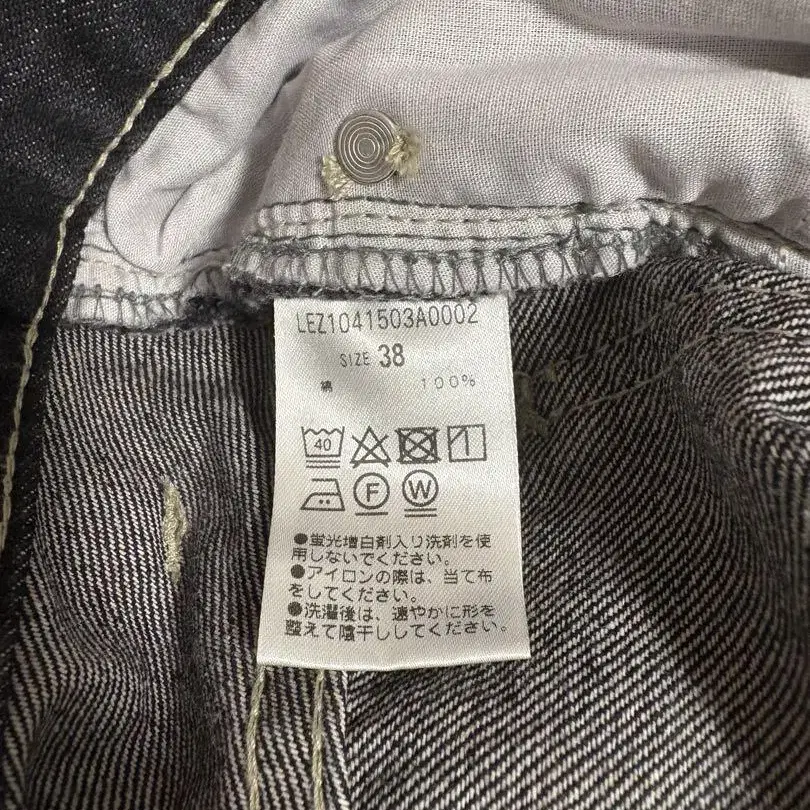 LEZ1041503A0002
SIZE 38
綿 100%
40
F W
●蛍光増白剤入り洗剤を使
用しないでください。
●アイロンの際は、当て布
をしてください。
●洗濯後は、速やかに形を
整えて陰干ししてください。